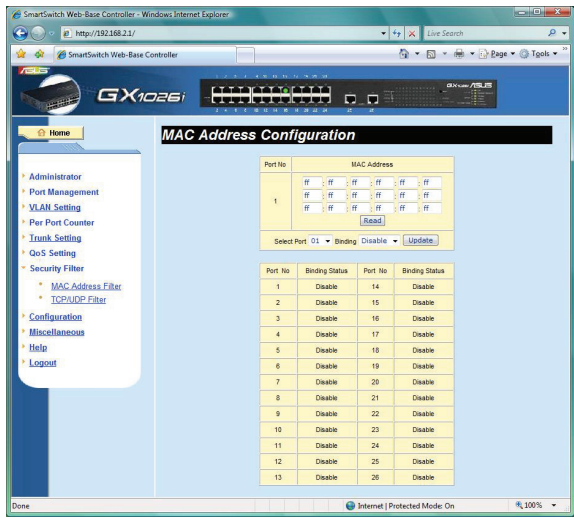 SmartSwitch Web-Base Controller - Windows Internet Explorer
http://192.168.2.1/
Live Search
SmartSwitch Web-Base Controller
Page
Tools
GX1026i
ASUS
Home
MAC Address Configuration
Administrator
Port Management
VLAN Setting
Per Port Counter
Trunk Setting
QoS Setting
Security Filter
MAC Address Filter
TCP/UDP Filter
Configuration
Miscellaneous
Help
Logout
Port No MAC Address
1
ff : ff : ff : ff : ff : ff
ff : ff : ff : ff : ff : ff
ff : ff : ff : ff : ff : ff
Read
Select Port 01 Binding Disable Update
Port No Binding Status Port No Binding Status
1 Disable 14 Disable
2 Disable 15 Disable
3 Disable 16 Disable
4 Disable 17 Disable
5 Disable 18 Disable
6 Disable 19 Disable
7 Disable 20 Disable
8 Disable 21 Disable
9 Disable 22 Disable
10 Disable 23 Disable
11 Disable 24 Disable
12 Disable 25 Disable
13 Disable 26 Disable
Done
Internet | Protected Mode: On
100%